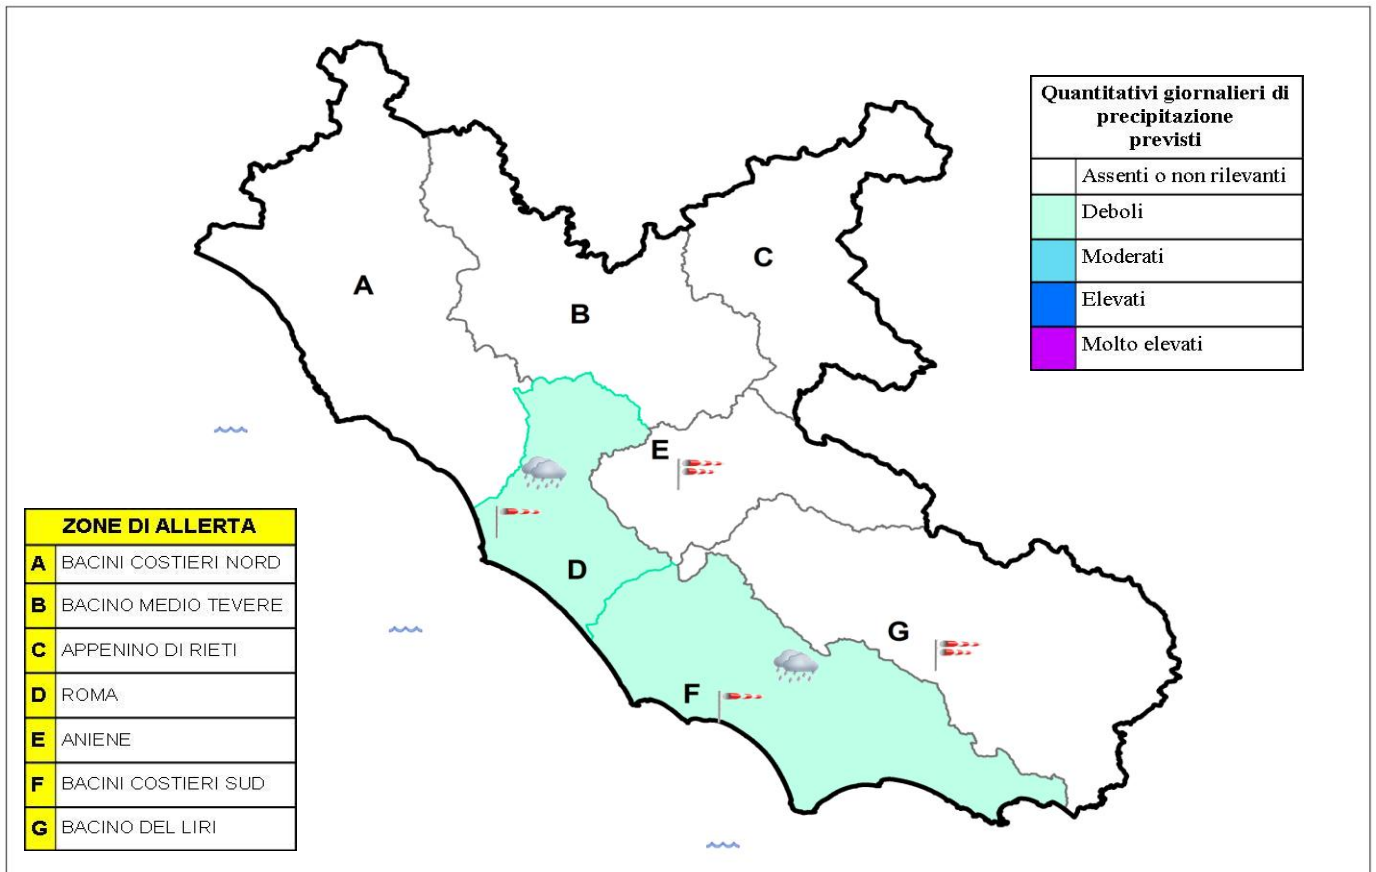 Quantitativi giornalieri di
precipitazione
previsti
Assenti o non rilevanti
Deboli
Moderati
Elevati
Molto elevati
A
B
C
D
E
F
G
ZONE DI ALLERTA
A BACINI COSTIERI NORD
B BACINO MEDIO TEVERE
C APPENINO DI RIETI
D ROMA
E ANIENE
F BACINI COSTIERI SUD
G BACINO DEL LIRI